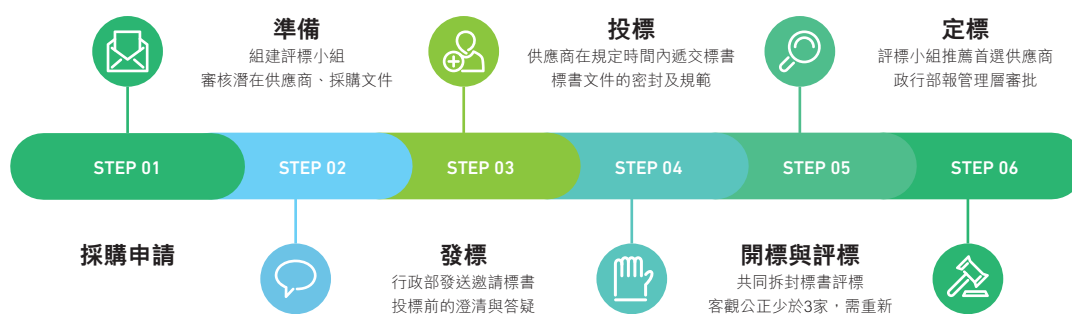 準備
組建評標小組
審核潛在供應商、採購文件
投標
供應商在規定時間內遞交標書
標書文件的密封及規範
定標
評標小組推薦首選供應商
政行部報管理層審批
STEP 01
STEP 02
STEP 03
STEP 04
STEP 05
STEP 06
採購申請
發標
行政部發送邀請標書
投標前的澄清與答疑
開標與評標
共同拆封標書評標
客觀公正少於3家，需重新